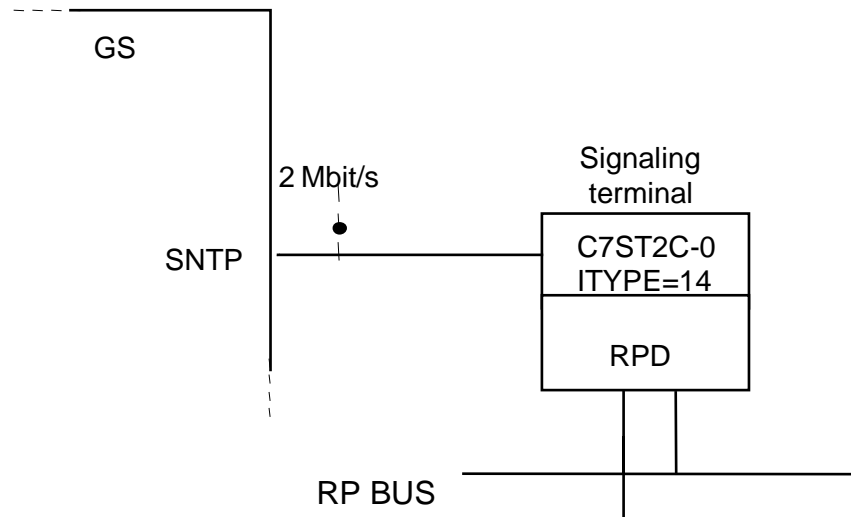 GS
2 Mbit/s
Signaling
terminal
SNTP
C7ST2C-0
ITYPE=14
RPD
RP BUS